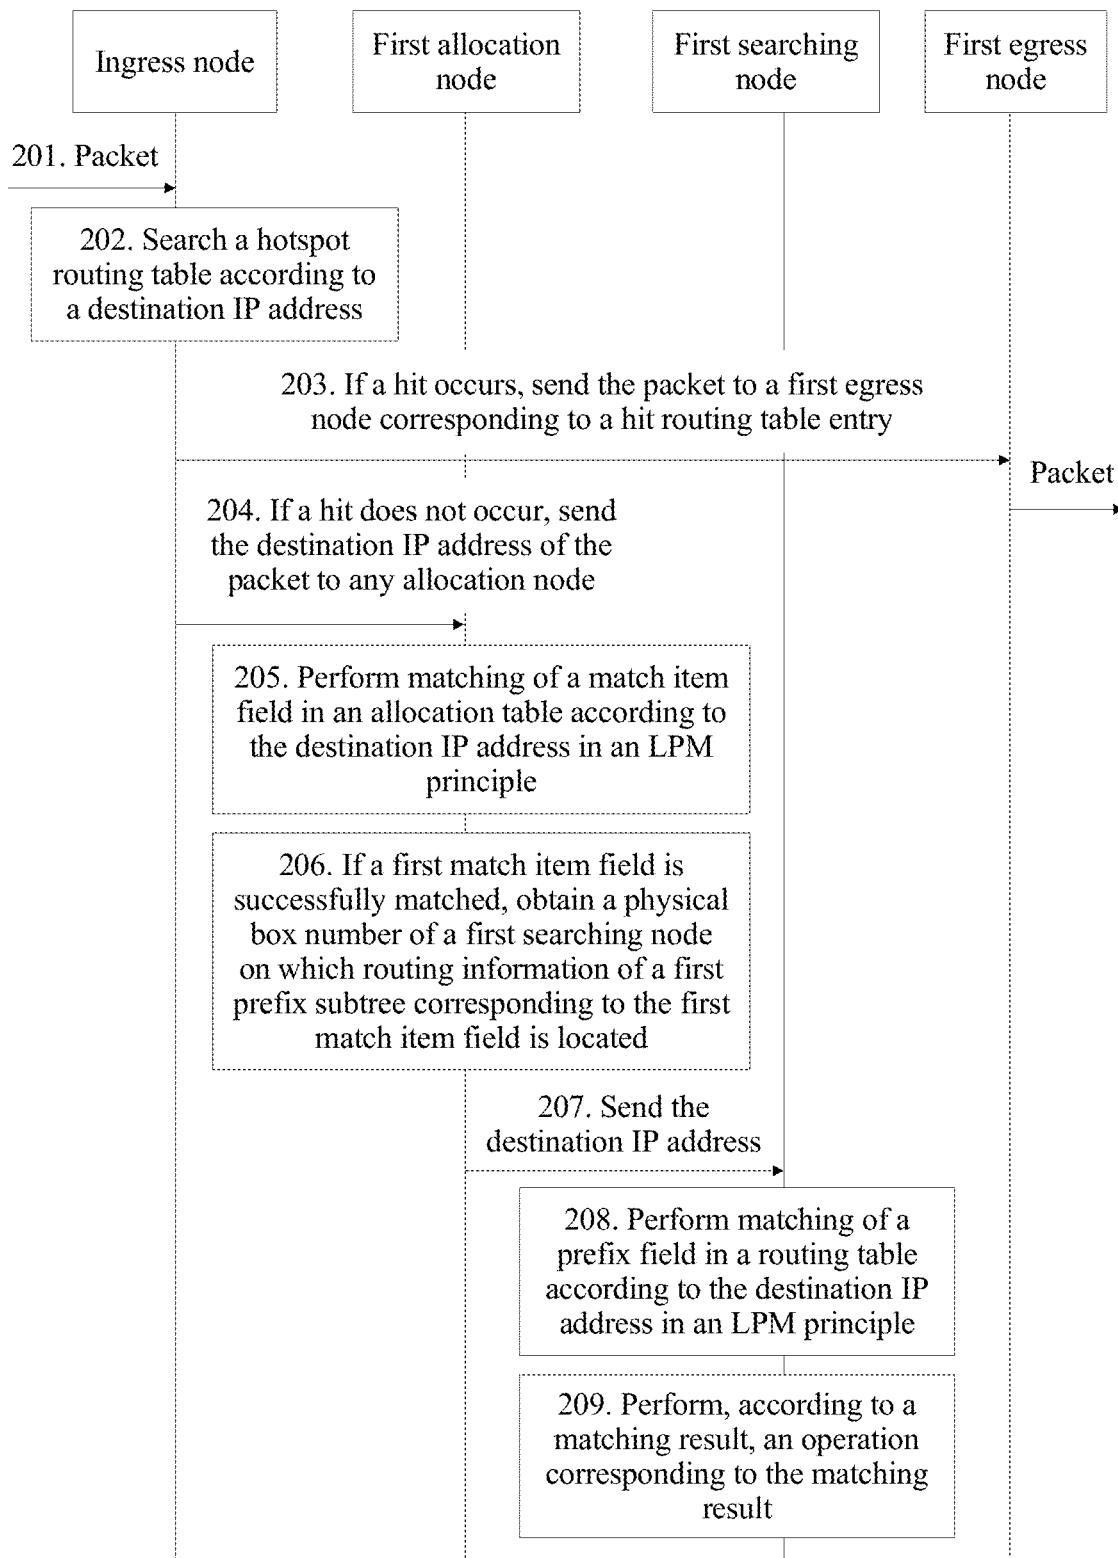 Ingress node
First allocation
node
First searching
node
First egress
node
201. Packet
202. Search a hotspot
routing table according to
a destination IP address
203. If a hit occurs, send the packet to a first egress
node corresponding to a hit routing table entry
Packet
204. If a hit does not occur, send
the destination IP address of the
packet to any allocation node
205. Perform matching of a match item
field in an allocation table according to
the destination IP address in an LPM
principle
206. If a first match item field is
successfully matched, obtain a physical
box number of a first searching node
on which routing information of a first
prefix subtree corresponding to the first
match item field is located
207. Send the
destination IP address
208. Perform matching of a
prefix field in a routing table
according to the destination IP
address in an LPM principle
209. Perform, according to a
matching result, an operation
corresponding to the matching
result